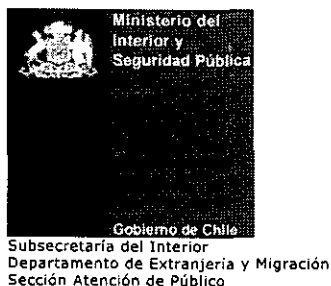 Ministerio del
Interior y
Seguridad Pública
Gobierno de Chile
Subsecretaría del Interior
Departamento de Extranjería y Migración
Sección Atención de Público